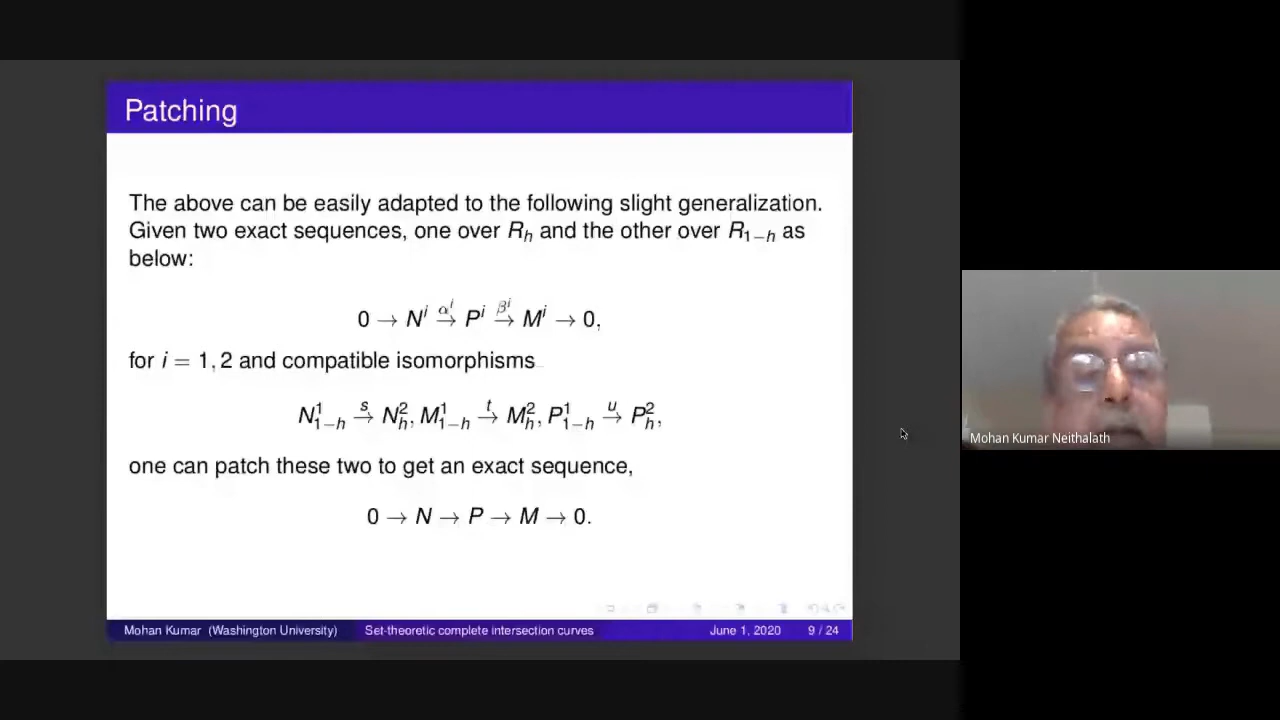 Patching
The above can be easily adapted to the following slight generalization.
Given two exact sequences, one over R_h and the other over R_{1−h} as
below:
0 → N^i →^{α^i} P^i →^{β^i} M^i → 0,
for i = 1, 2 and compatible isomorphisms
N^1_{1−h} →^s N^2_h, M^1_{1−h} →^t M^2_h, P^1_{1−h} →^u P^2_h,
one can patch these two to get an exact sequence,
0 → N → P → M → 0.
Mohan Kumar (Washington University) Set-theoretic complete intersection curves June 1, 2020 9 / 24
Mohan Kumar Neithalath